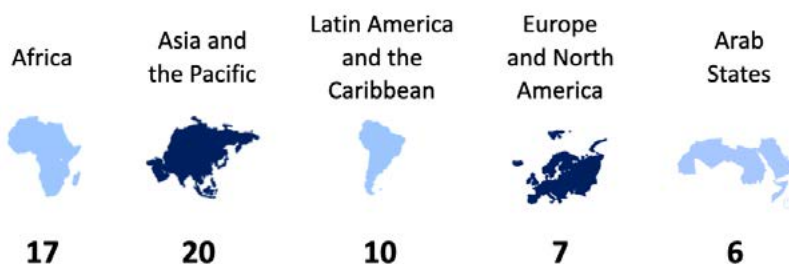 Africa
Asia and
the Pacific
Latin America
and the
Caribbean
Europe
and North
America
Arab
States
17
20
10
7
6